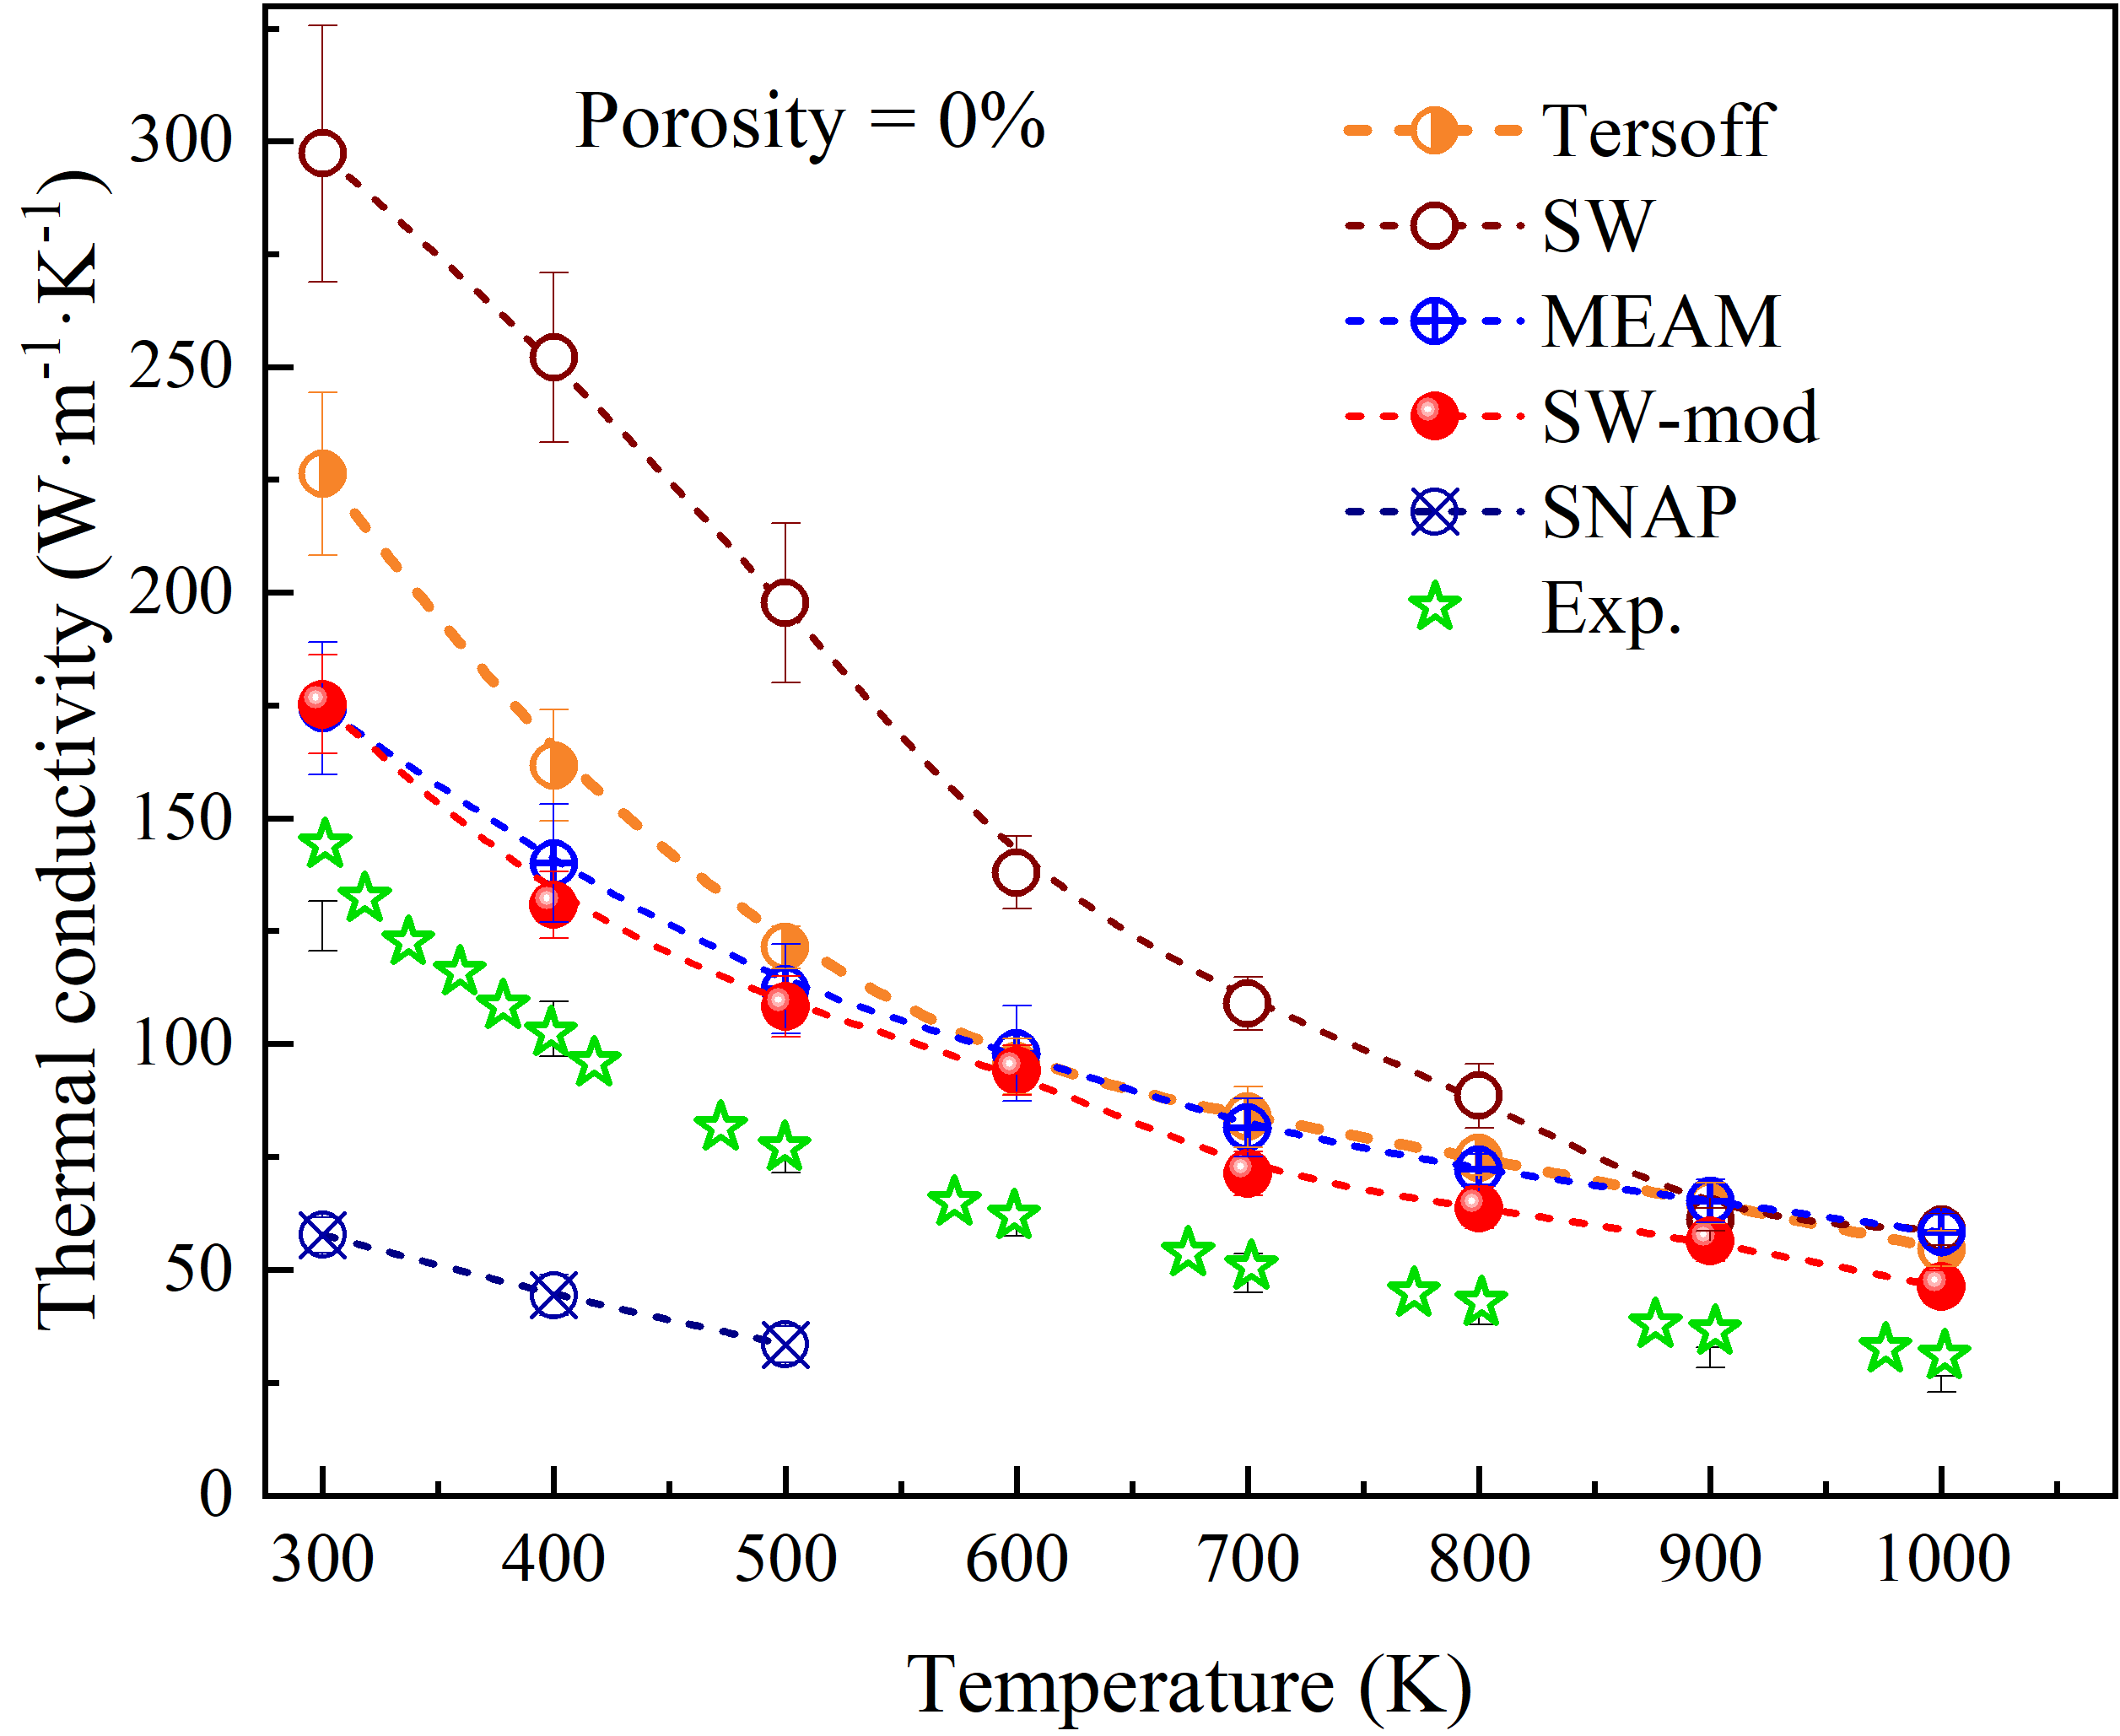 Porosity = 0%
Tersoff
SW
MEAM
SW-mod
SNAP
Exp.
Thermal conductivity (W·m⁻¹·K⁻¹)
300
250
200
150
100
50
0
300 400 500 600 700 800 900 1000
Temperature (K)